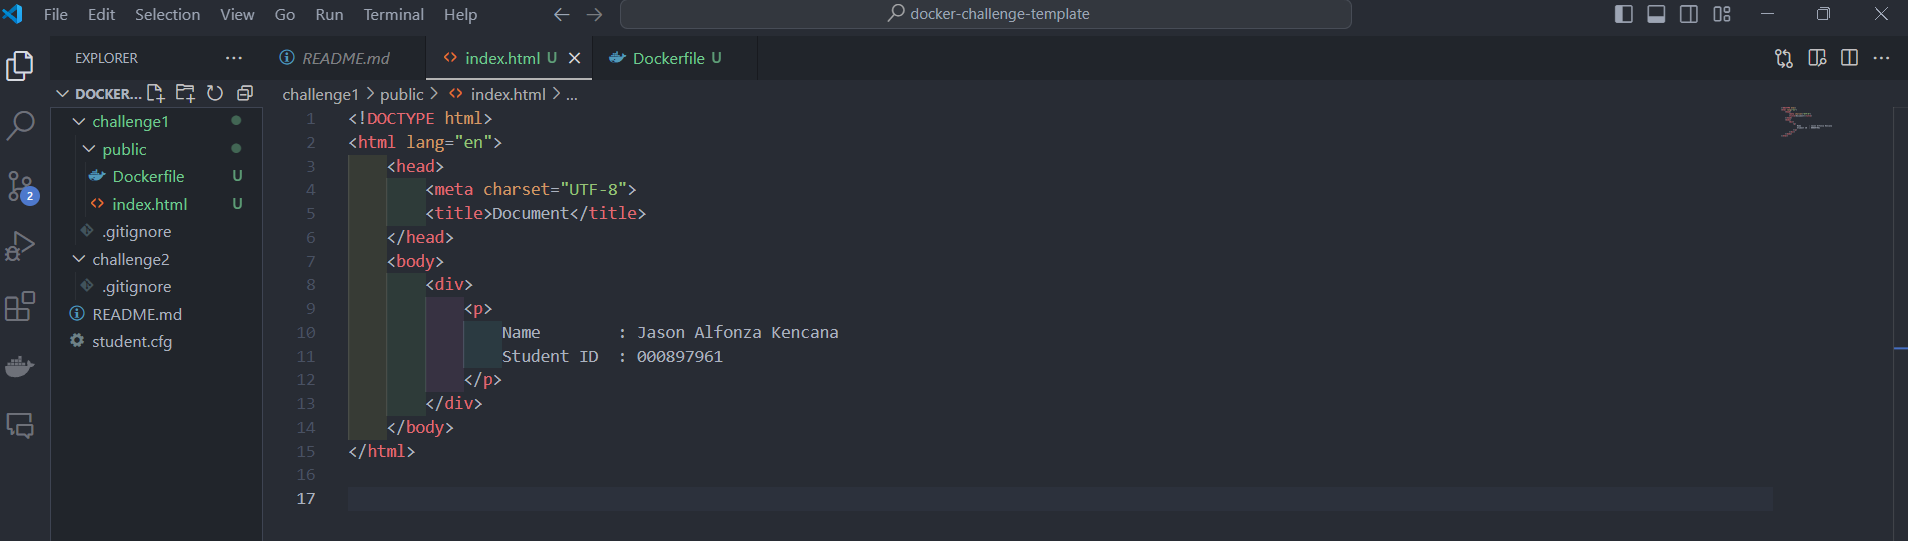 File Edit Selection View Go Run Terminal Help
docker-challenge-template
EXPLORER
README.md
index.html U
Dockerfile U
DOCKER...
challenge1 > public > index.html > ...
challenge1
public
Dockerfile U
index.html U
.gitignore
challenge2
.gitignore
README.md
student.cfg
2
1 <!DOCTYPE html>
2 <html lang="en">
3 <head>
4 <meta charset="UTF-8">
5 <title>Document</title>
6 </head>
7 <body>
8 <div>
9 <p>
10 Name : Jason Alfonza Kencana
11 Student ID : 000897961
12 </p>
13 </div>
14 </body>
15 </html>
16
17